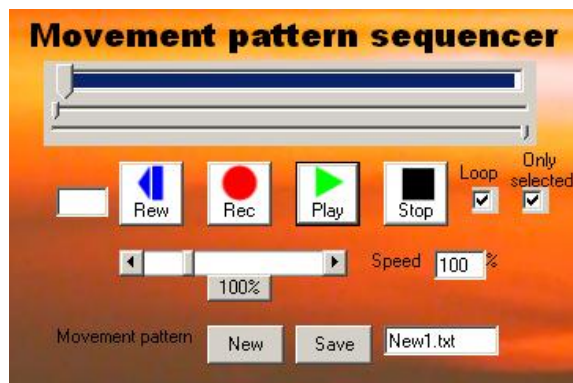 Movement pattern sequencer
Only
Loop selected
Rew Rec Play Stop
Speed 100 %
100%
Movement pattern New Save New1.txt